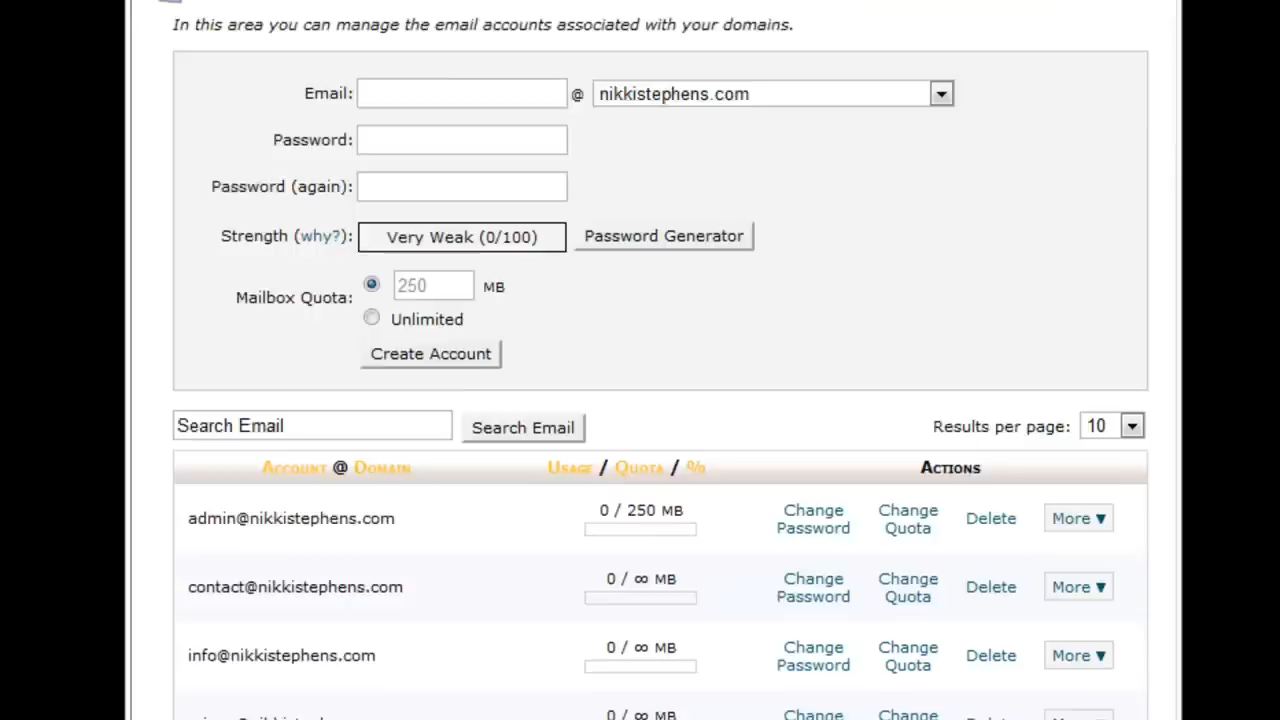 In this area you can manage the email accounts associated with your domains.
Email: @ nikkistephens.com
Password:
Password (again):
Strength (why?): Very Weak (0/100) Password Generator
Mailbox Quota: 250 MB
Unlimited
Create Account
Search Email Search Email Results per page: 10
Account @ Domain Usage / Quota / % Actions
admin@nikkistephens.com 0 / 250 MB Change Password Change Quota Delete More ▼
contact@nikkistephens.com 0 / ∞ MB Change Password Change Quota Delete More ▼
info@nikkistephens.com 0 / ∞ MB Change Password Change Quota Delete More ▼
0 / ∞ MB Change Change